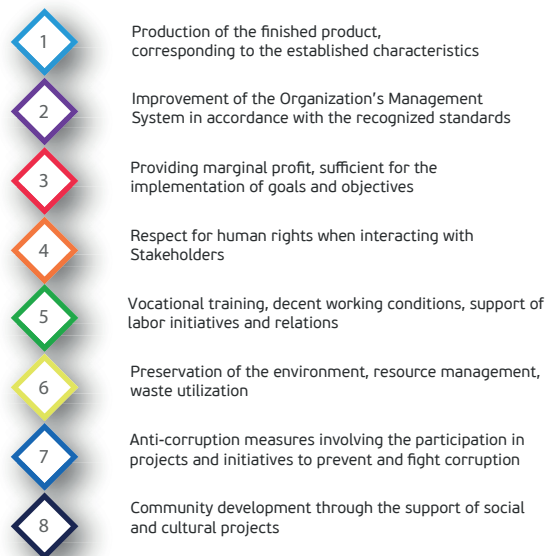 1
Production of the finished product,
corresponding to the established characteristics
2
Improvement of the Organization's Management
System in accordance with the recognized standards
3
Providing marginal profit, sufficient for the
implementation of goals and objectives
4
Respect for human rights when interacting with
Stakeholders
5
Vocational training, decent working conditions, support of
labor initiatives and relations
6
Preservation of the environment, resource management,
waste utilization
7
Anti-corruption measures involving the participation in
projects and initiatives to prevent and fight corruption
8
Community development through the support of social
and cultural projects